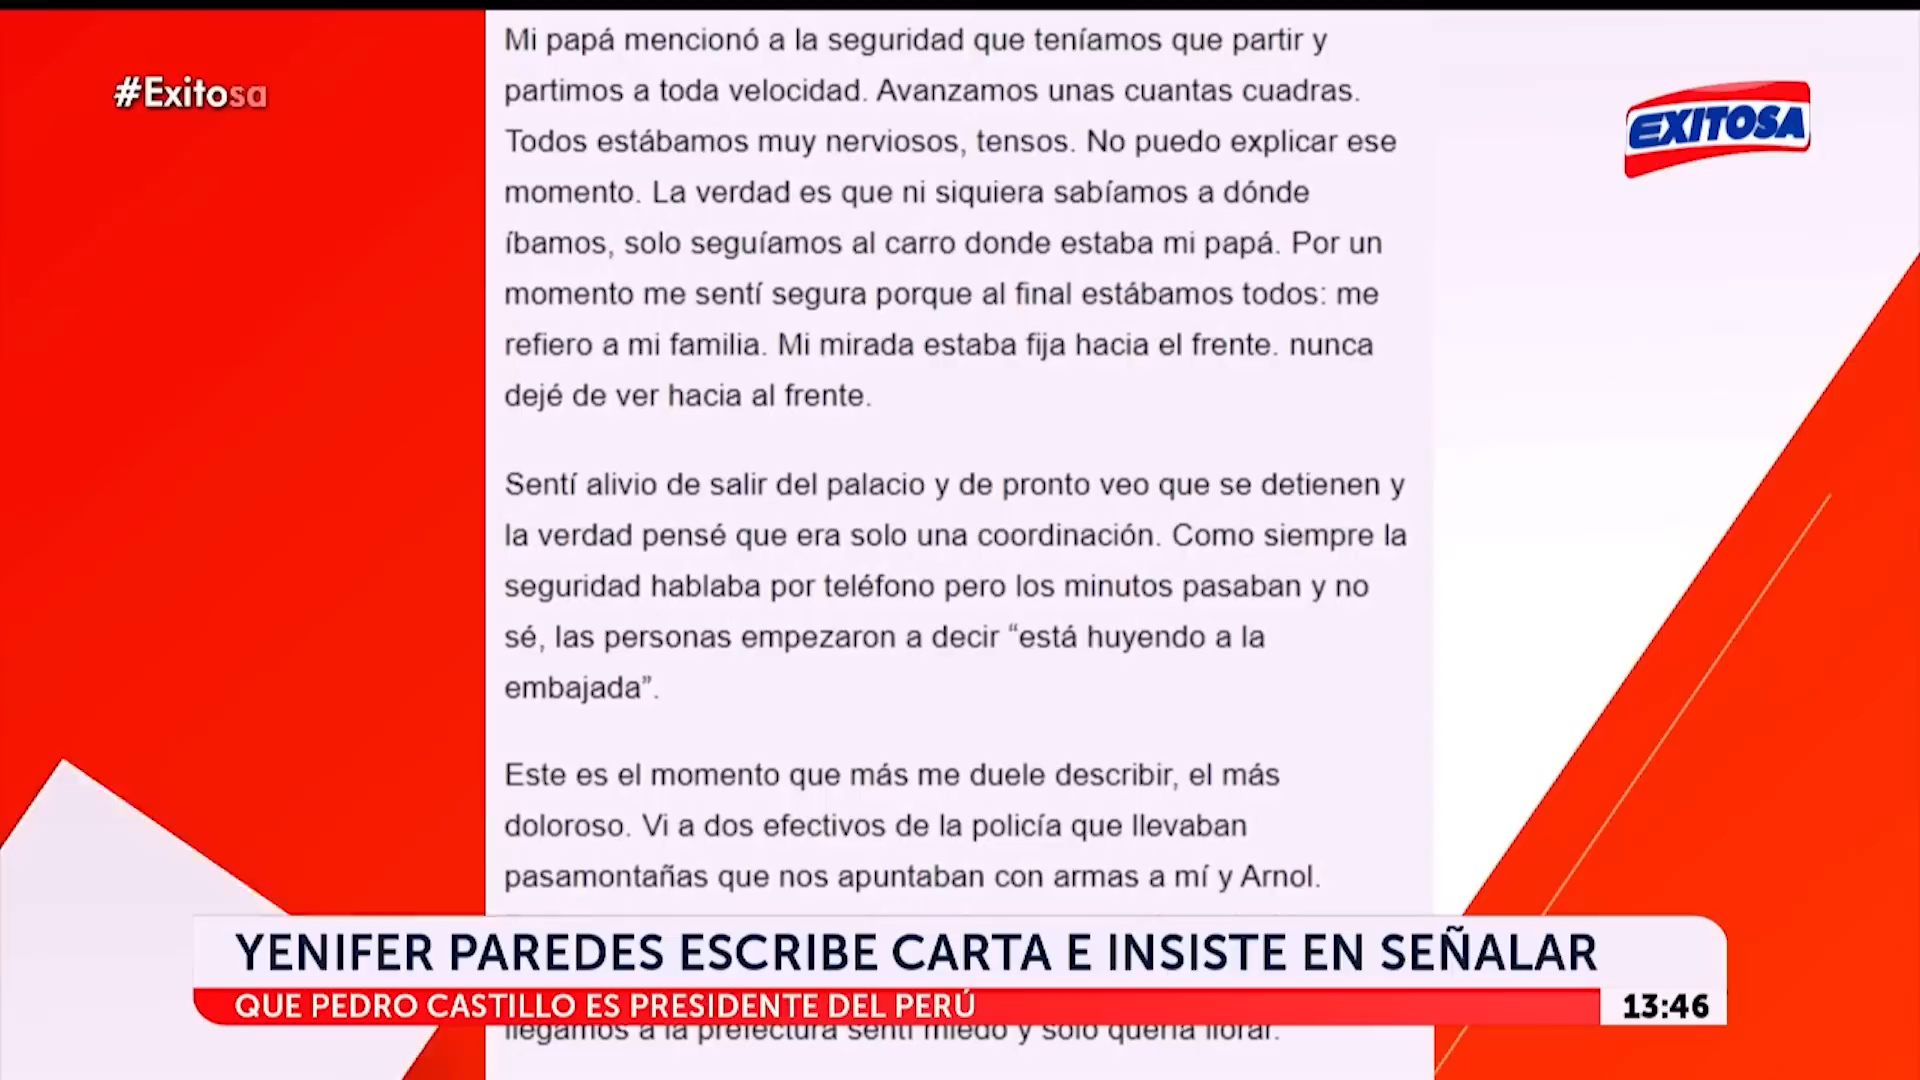 #Exitosa
EXITOSA
Mi papá mencionó a la seguridad que teníamos que partir y
partimos a toda velocidad. Avanzamos unas cuantas cuadras.
Todos estábamos muy nerviosos, tensos. No puedo explicar ese
momento. La verdad es que ni siquiera sabíamos a dónde
íbamos, solo seguíamos al carro donde estaba mi papá. Por un
momento me sentí segura porque al final estábamos todos: me
refiero a mi familia. Mi mirada estaba fija hacia el frente. nunca
dejé de ver hacia al frente.
Sentí alivio de salir del palacio y de pronto veo que se detienen y
la verdad pensé que era solo una coordinación. Como siempre la
seguridad hablaba por teléfono pero los minutos pasaban y no
sé, las personas empezaron a decir “está huyendo a la
embajada”.
Este es el momento que más me duele describir, el más
doloroso. Vi a dos efectivos de la policía que llevaban
pasamontañas que nos apuntaban con armas a mí y Arnol.
YENIFER PAREDES ESCRIBE CARTA E INSISTE EN SEÑALAR
QUE PEDRO CASTILLO ES PRESIDENTE DEL PERÚ
13:46
llegamos a la prefectura sentí miedo y solo quería llorar.